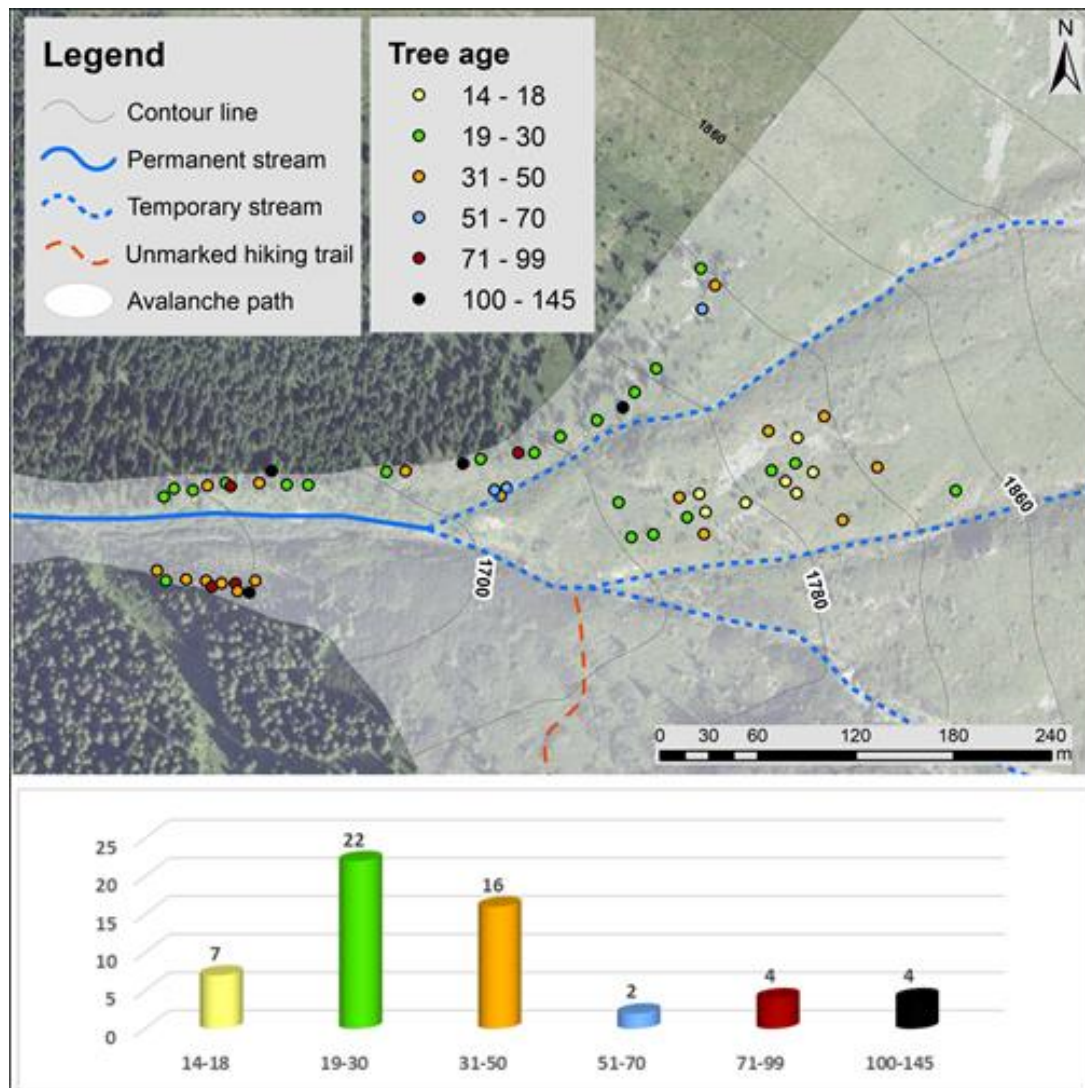 Legend
Contour line
Permanent stream
Temporary stream
Unmarked hiking trail
Avalanche path
Tree age
14 - 18
19 - 30
31 - 50
51 - 70
71 - 99
100 - 145
N
1860
1860
1700
1780
0 30 60 120 180 240
m
25
20
15
10
5
0
7
22
16
2
4
4
14-18 19-30 31-50 51-70 71-99 100-145